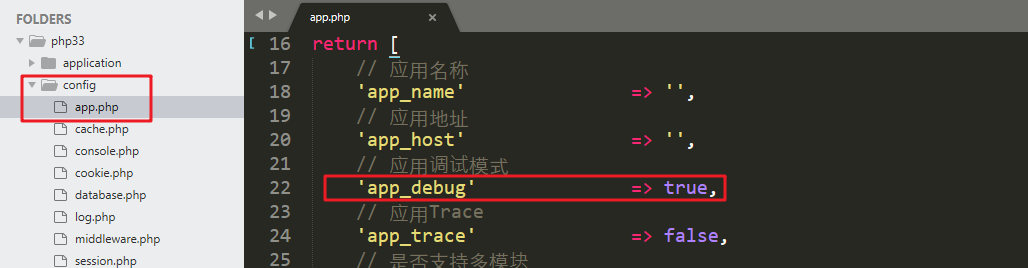 FOLDERS
php33
application
config
app.php
cache.php
console.php
cookie.php
database.php
log.php
middleware.php
session.php
app.php ×
[ 16 return [
17 // 应用名称
18 'app_name' => '',
19 // 应用地址
20 'app_host' => '',
21 // 应用调试模式
22 'app_debug' => true,
23 // 应用Trace
24 'app_trace' => false,
25 // 是否支持多模块